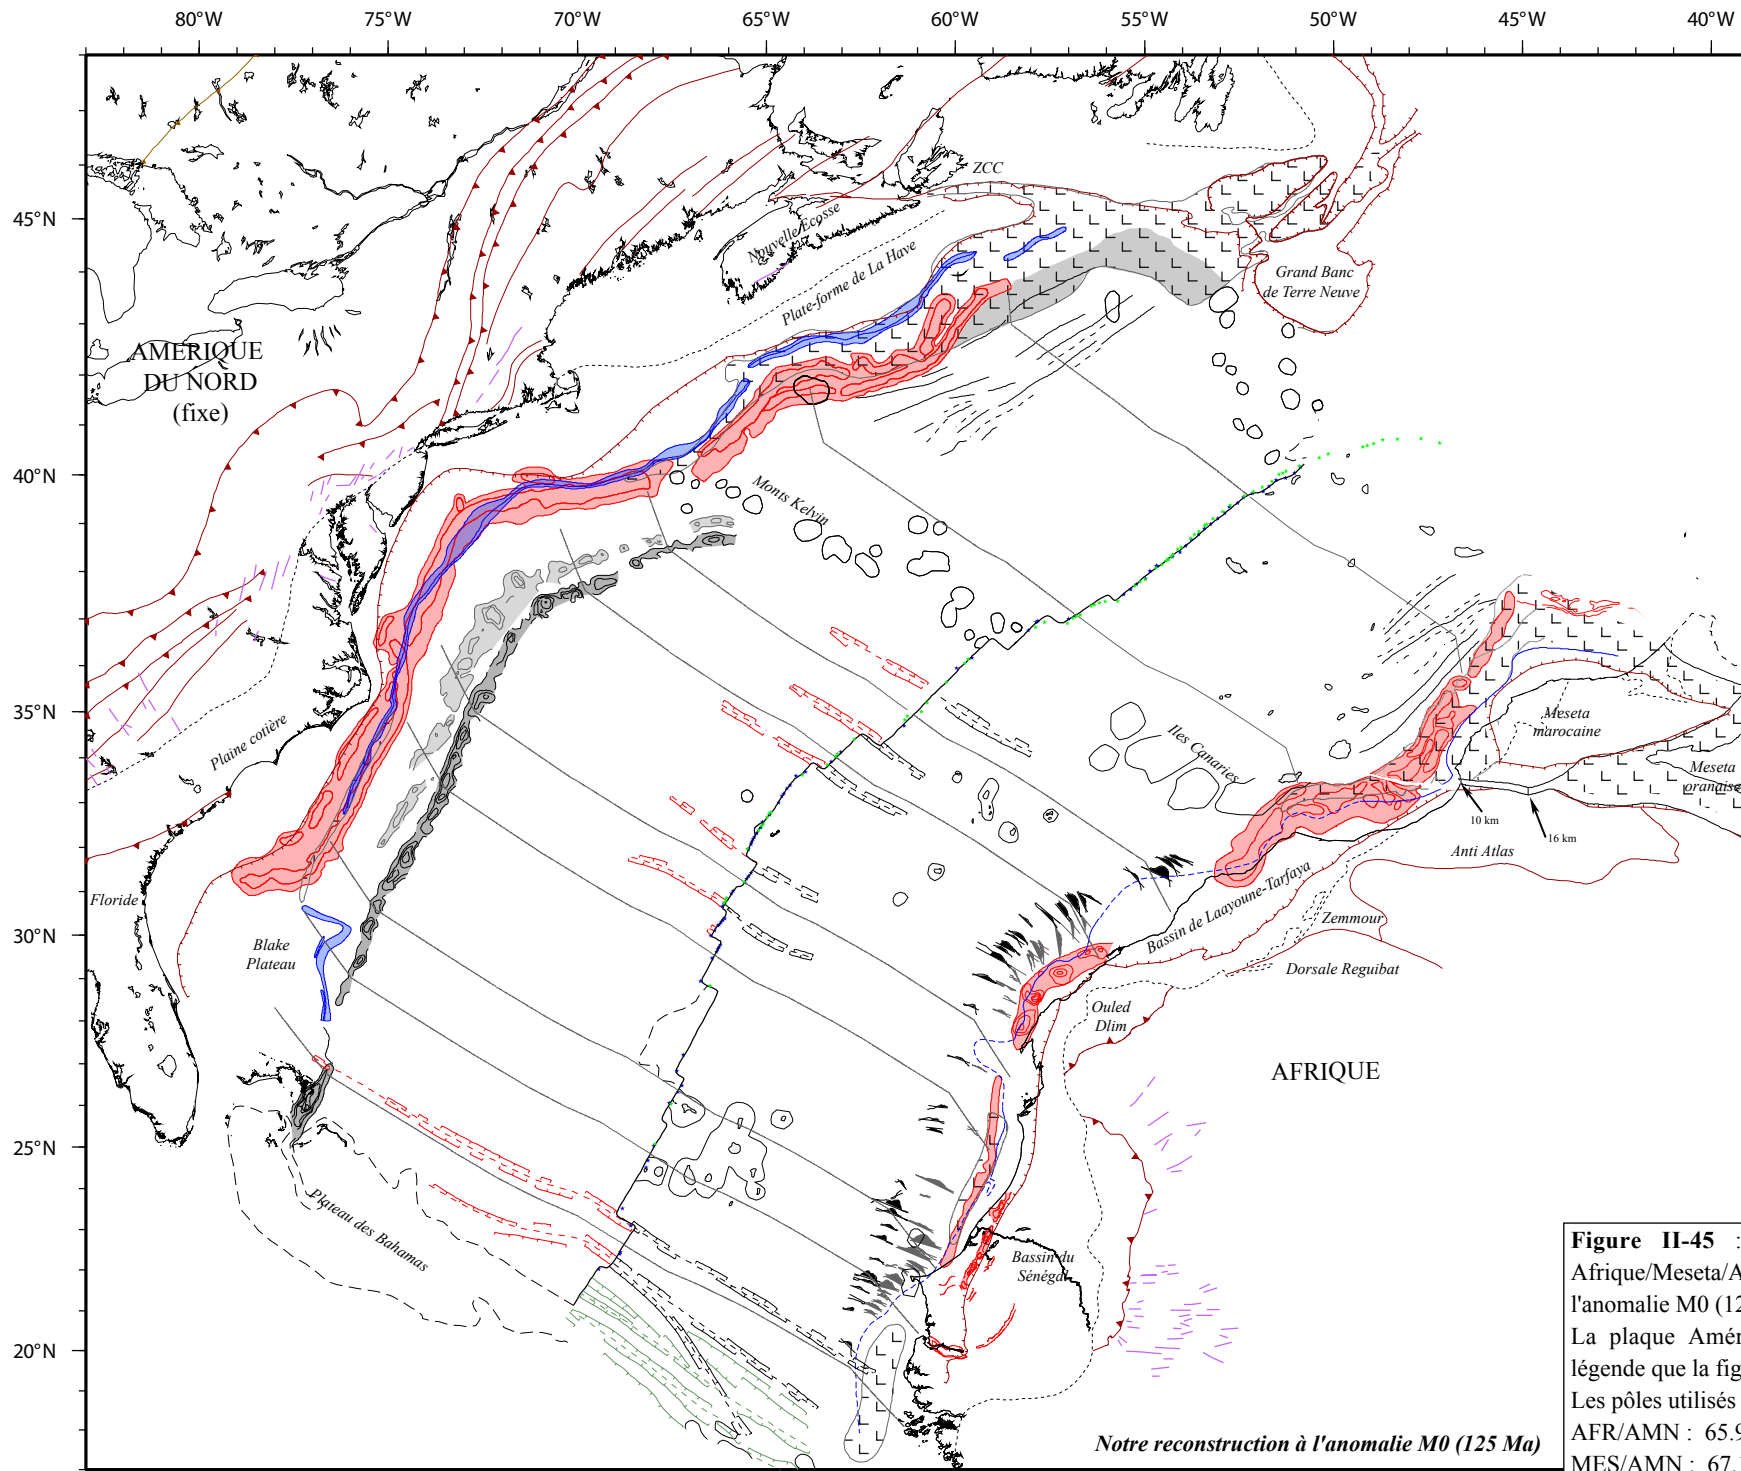 80°W 75°W 70°W 65°W 60°W 55°W 50°W 45°W 40°W
45°N
40°N
35°N
30°N
25°N
20°N
ZCC
Nouvelle Ecosse
Plate-forme de La Have
Grand Banc
de Terre Neuve
AMERIQUE
DU NORD
(fixe)
Monts Kelvin
Plaine cotière
Iles Canaries
Meseta
marocaine
Meseta
oranaise
10 km
16 km
Anti Atlas
Bassin de Laayoune-Tarfaya
Zemmour
Dorsale Reguibat
Floride
Blake
Plateau
Ouled
Dlim
AFRIQUE
Plateau des Bahamas
Bassin du
Sénégal
Notre reconstruction à l'anomalie M0 (125 Ma)
Figure II-45 :
Afrique/Meseta/A
l'anomalie M0 (12
La plaque Amér
légende que la fig
Les pôles utilisés
AFR/AMN : 65.9
MES/AMN : 67.